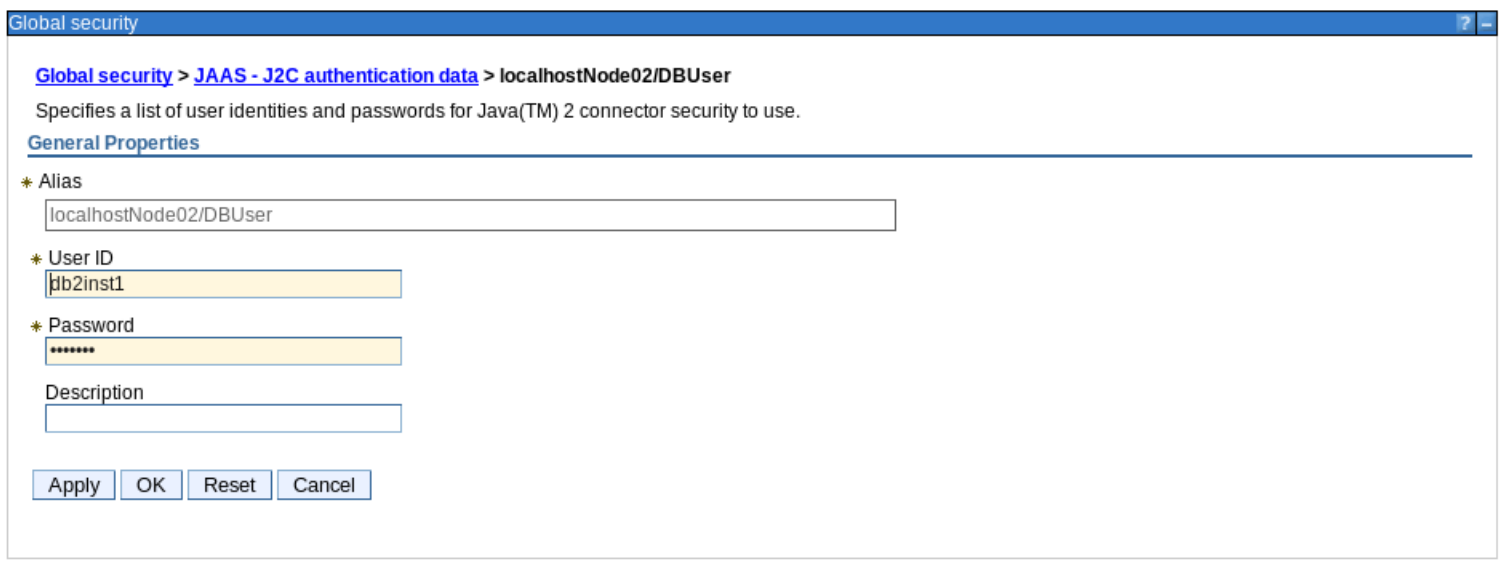 Global security ? –
Global security > JAAS - J2C authentication data > localhostNode02/DBUser
Specifies a list of user identities and passwords for Java(TM) 2 connector security to use.
General Properties
* Alias
localhostNode02/DBUser
* User ID
db2inst1
* Password
•••••••
Description
Apply OK Reset Cancel